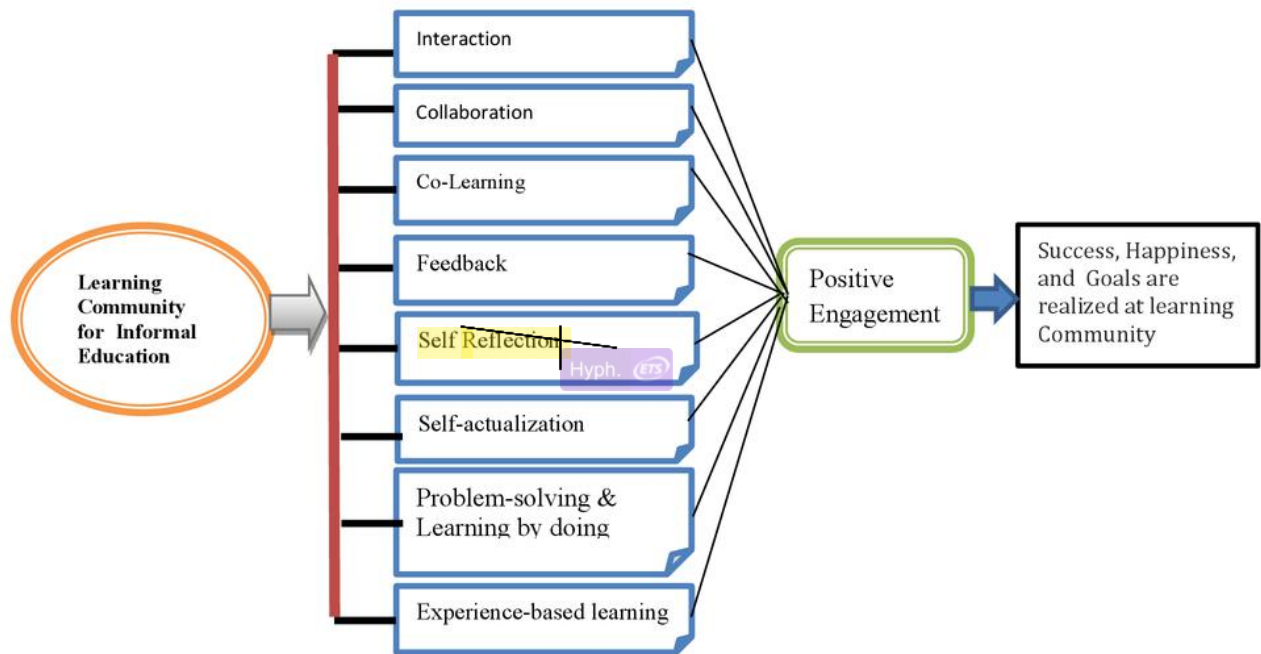 Interaction
Collaboration
Co-Learning
Feedback
Self Reflection
Hyph. ETS
Self-actualization
Problem-solving &
Learning by doing
Experience-based learning
Learning
Community
for Informal
Education
Positive
Engagement
Success, Happiness,
and Goals are
realized at learning
Community